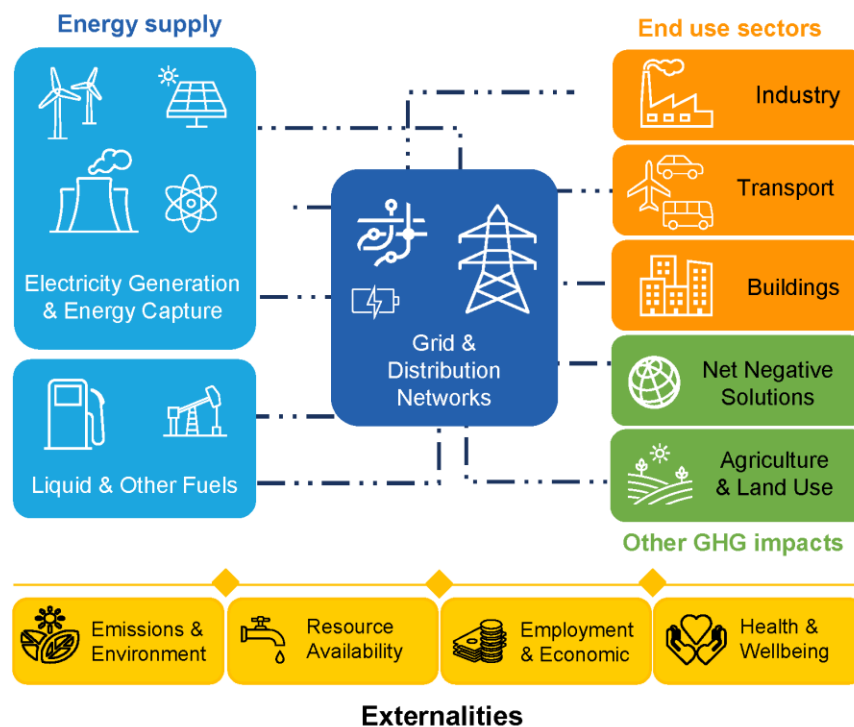 Energy supply
Electricity Generation
& Energy Capture
Liquid & Other Fuels
Grid &
Distribution
Networks
End use sectors
Industry
Transport
Buildings
Net Negative
Solutions
Agriculture
& Land Use
Other GHG impacts
Emissions &
Environment
Resource
Availability
Employment
& Economic
Health &
Wellbeing
Externalities